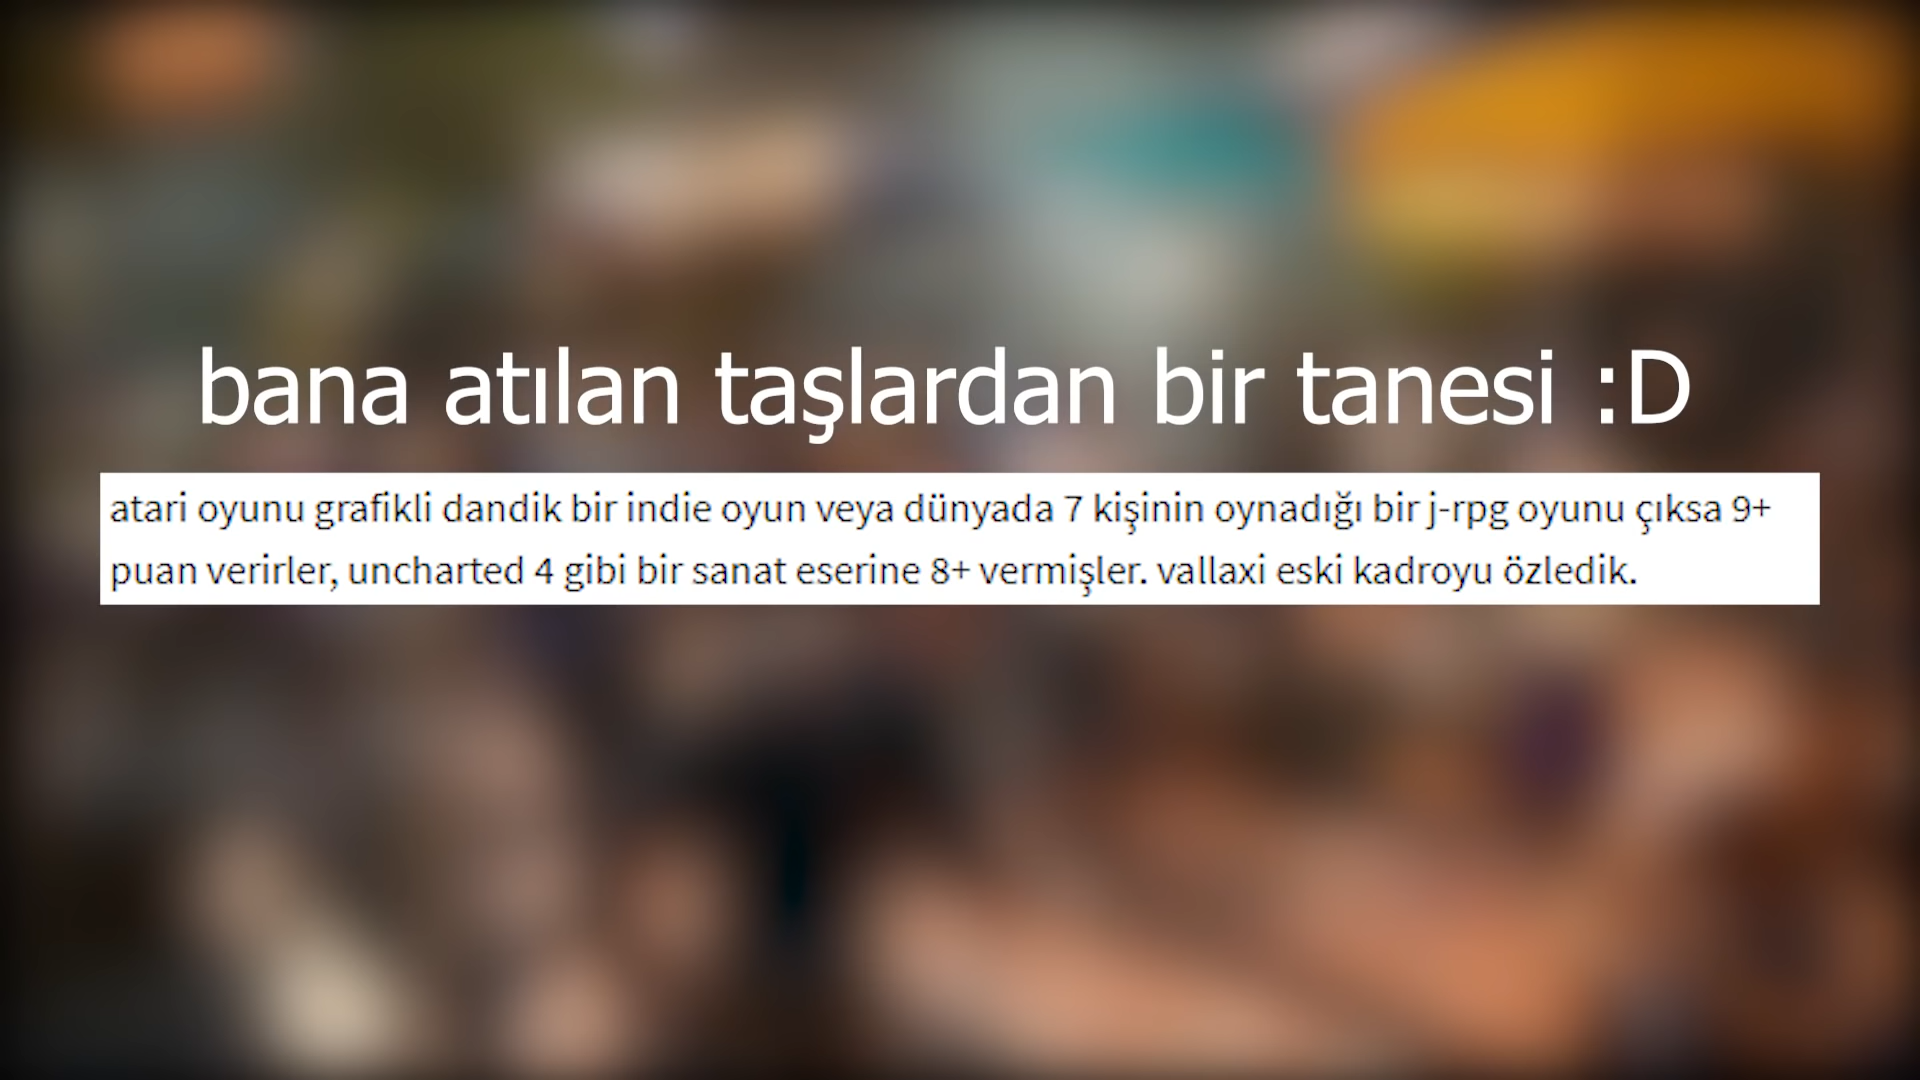 bana atılan taşlardan bir tanesi :D
atari oyunu grafikli dandik bir indie oyun veya dünyada 7 kişinin oynadığı bir j-rpg oyunu çıksa 9+
puan verirler, uncharted 4 gibi bir sanat eserine 8+ vermişler. vallaxi eski kadroyu özledik.